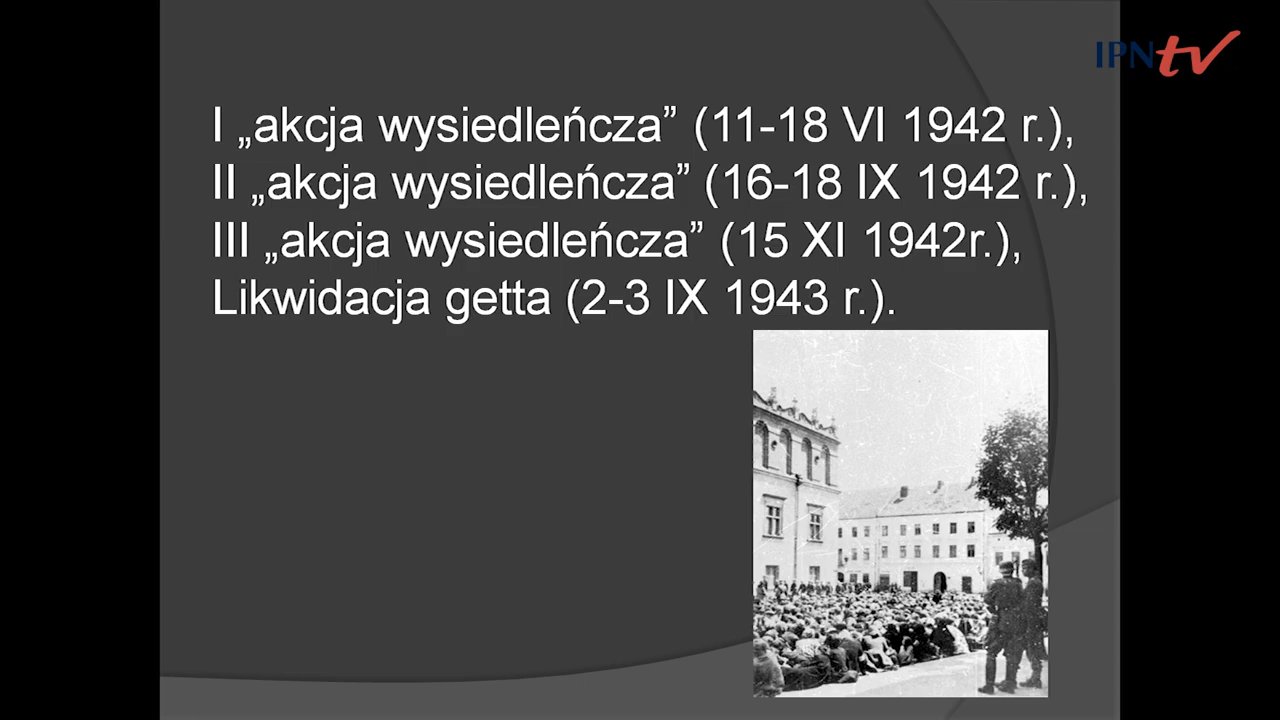 IPNtv
I „akcja wysiedleńcza” (11-18 VI 1942 r.),
II „akcja wysiedleńcza” (16-18 IX 1942 r.),
III „akcja wysiedleńcza” (15 XI 1942r.),
Likwidacja getta (2-3 IX 1943 r.).